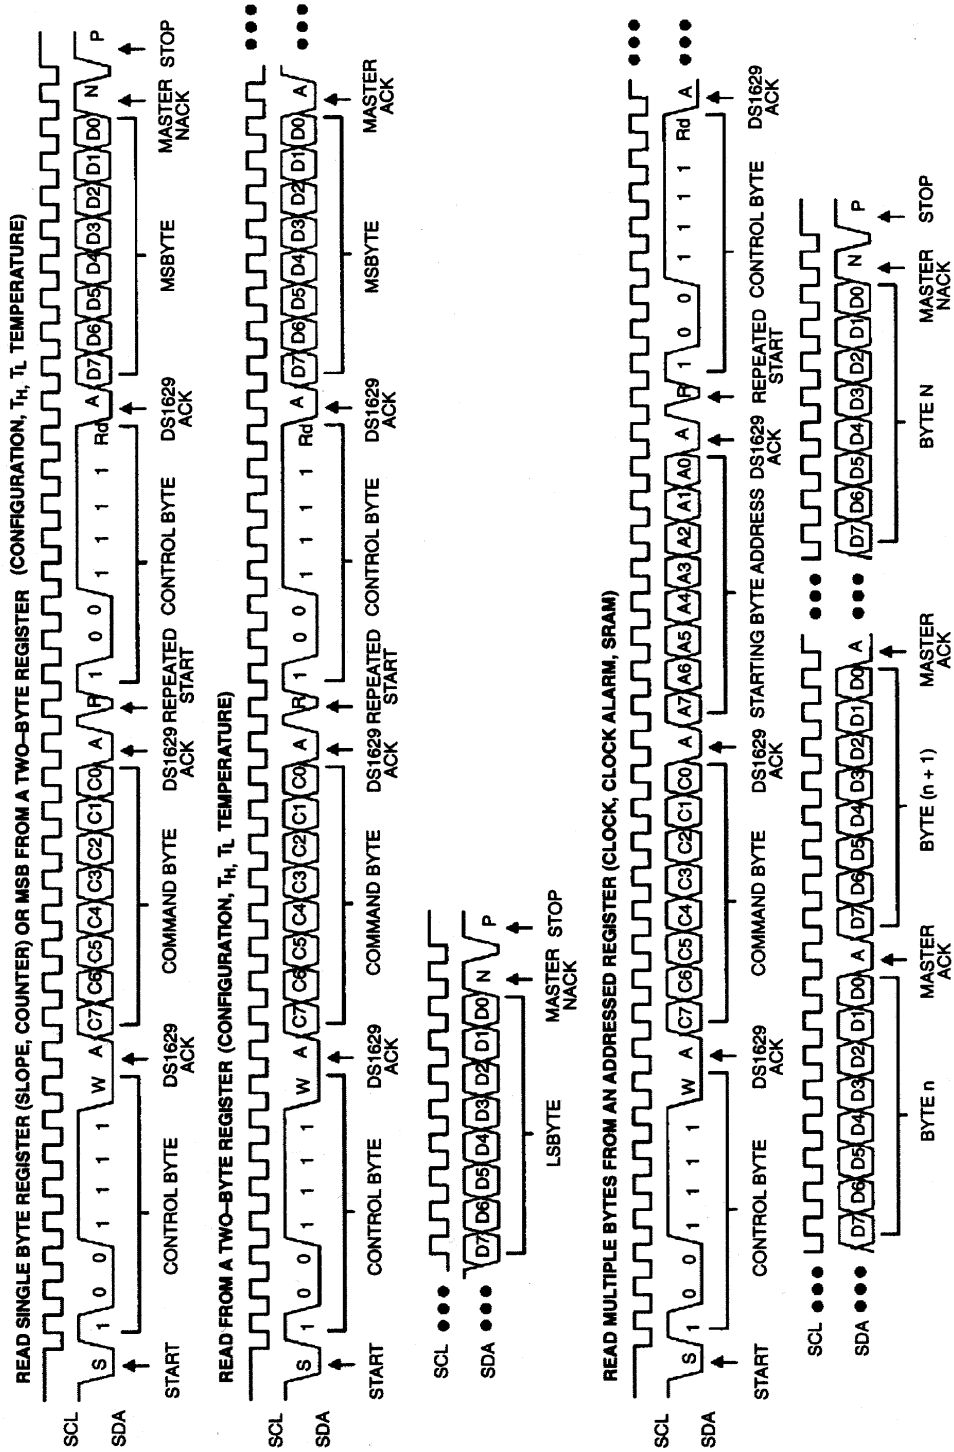 READ SINGLE BYTE REGISTER (SLOPE, COUNTER) OR MSB FROM A TWO–BYTE REGISTER (CONFIGURATION, TH, TL TEMPERATURE)
SCL
SDA S 1 0 0 1 1 1 1 W A C7 C6 C5 C4 C3 C2 C1 C0 A R 1 0 0 1 1 1 1 Rd A D7 D6 D5 D4 D3 D2 D1 D0 N P
START CONTROL BYTE DS1629 ACK COMMAND BYTE DS1629 ACK REPEATED START CONTROL BYTE DS1629 ACK MSBYTE MASTER NACK STOP
READ FROM A TWO–BYTE REGISTER (CONFIGURATION, TH, TL TEMPERATURE)
SCL
SDA S 1 0 0 1 1 1 1 W A C7 C6 C5 C4 C3 C2 C1 C0 A R 1 0 0 1 1 1 1 Rd A D7 D6 D5 D4 D3 D2 D1 D0 A
START CONTROL BYTE DS1629 ACK COMMAND BYTE DS1629 ACK REPEATED START CONTROL BYTE DS1629 ACK MSBYTE MASTER ACK
SCL
SDA D7 D6 D5 D4 D3 D2 D1 D0 N P
LSBYTE MASTER NACK STOP
READ MULTIPLE BYTES FROM AN ADDRESSED REGISTER (CLOCK, CLOCK ALARM, SRAM)
SCL
SDA S 1 0 0 1 1 1 1 W A C7 C6 C5 C4 C3 C2 C1 C0 A A7 A6 A5 A4 A3 A2 A1 A0 A R 1 0 0 1 1 1 1 Rd A
START CONTROL BYTE DS1629 ACK COMMAND BYTE DS1629 ACK STARTING BYTE ADDRESS DS1629 ACK REPEATED START CONTROL BYTE DS1629 ACK
SCL
SDA D7 D6 D5 D4 D3 D2 D1 D0 A D7 D6 D5 D4 D3 D2 D1 D0 A D7 D6 D5 D4 D3 D2 D1 D0 N P
BYTE n MASTER ACK BYTE (n + 1) MASTER ACK BYTE N MASTER NACK STOP